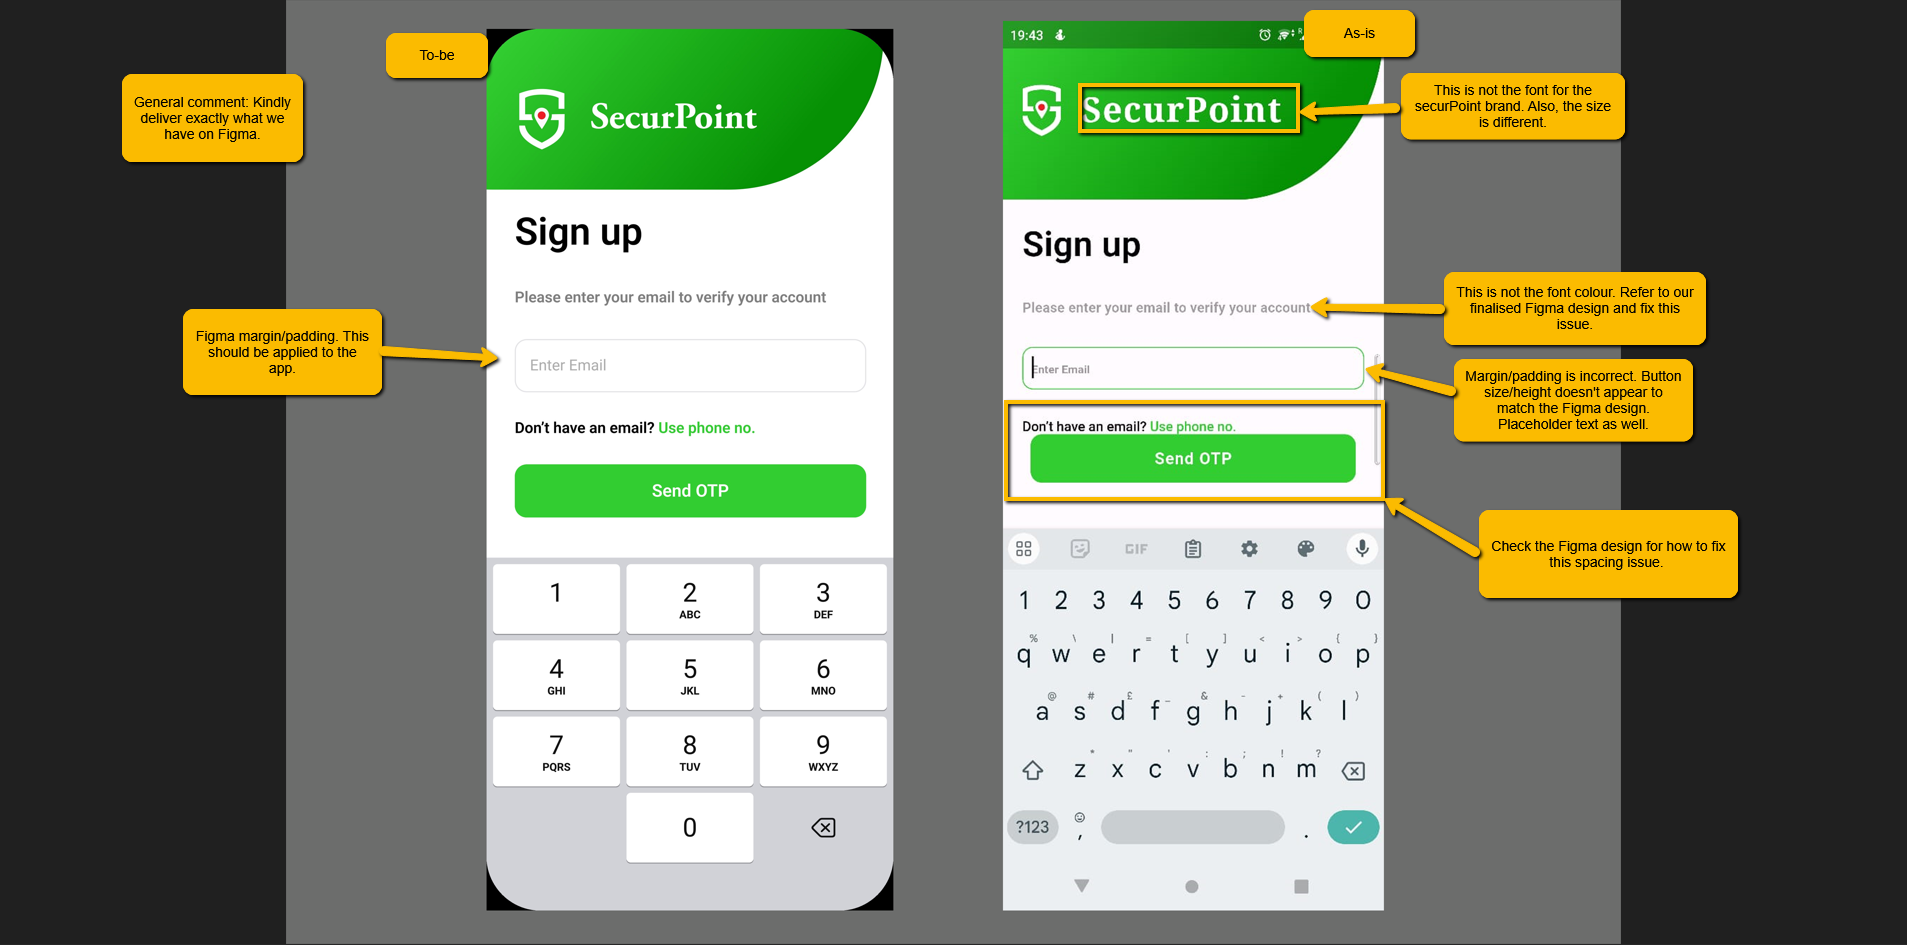 To-be
General comment: Kindly
deliver exactly what we
have on Figma.
Figma margin/padding. This
should be applied to the
app.
SecurPoint
Sign up
Please enter your email to verify your account
Enter Email
Don't have an email? Use phone no.
Send OTP
1 2 3
ABC DEF
4 5 6
GHI JKL MNO
7 8 9
PQRS TUV WXYZ
0
As-is
19:43
R
SecurPoint
This is not the font for the
securPoint brand. Also, the size
is different.
Sign up
Please enter your email to verify your account
This is not the font colour. Refer to our
finalised Figma design and fix this
issue.
Enter Email
Margin/padding is incorrect. Button
size/height doesn't appear to
match the Figma design.
Placeholder text as well.
Don't have an email? Use phone no.
Send OTP
Check the Figma design for how to fix
this spacing issue.
GIF
1 2 3 4 5 6 7 8 9 0
% \ | = [ ] < > { }
q w e r t y u i o p
@ # £ _ & - + ( )
a s d f g h j k l
* " ' : ; ! ?
z x c v b n m
?123 , .